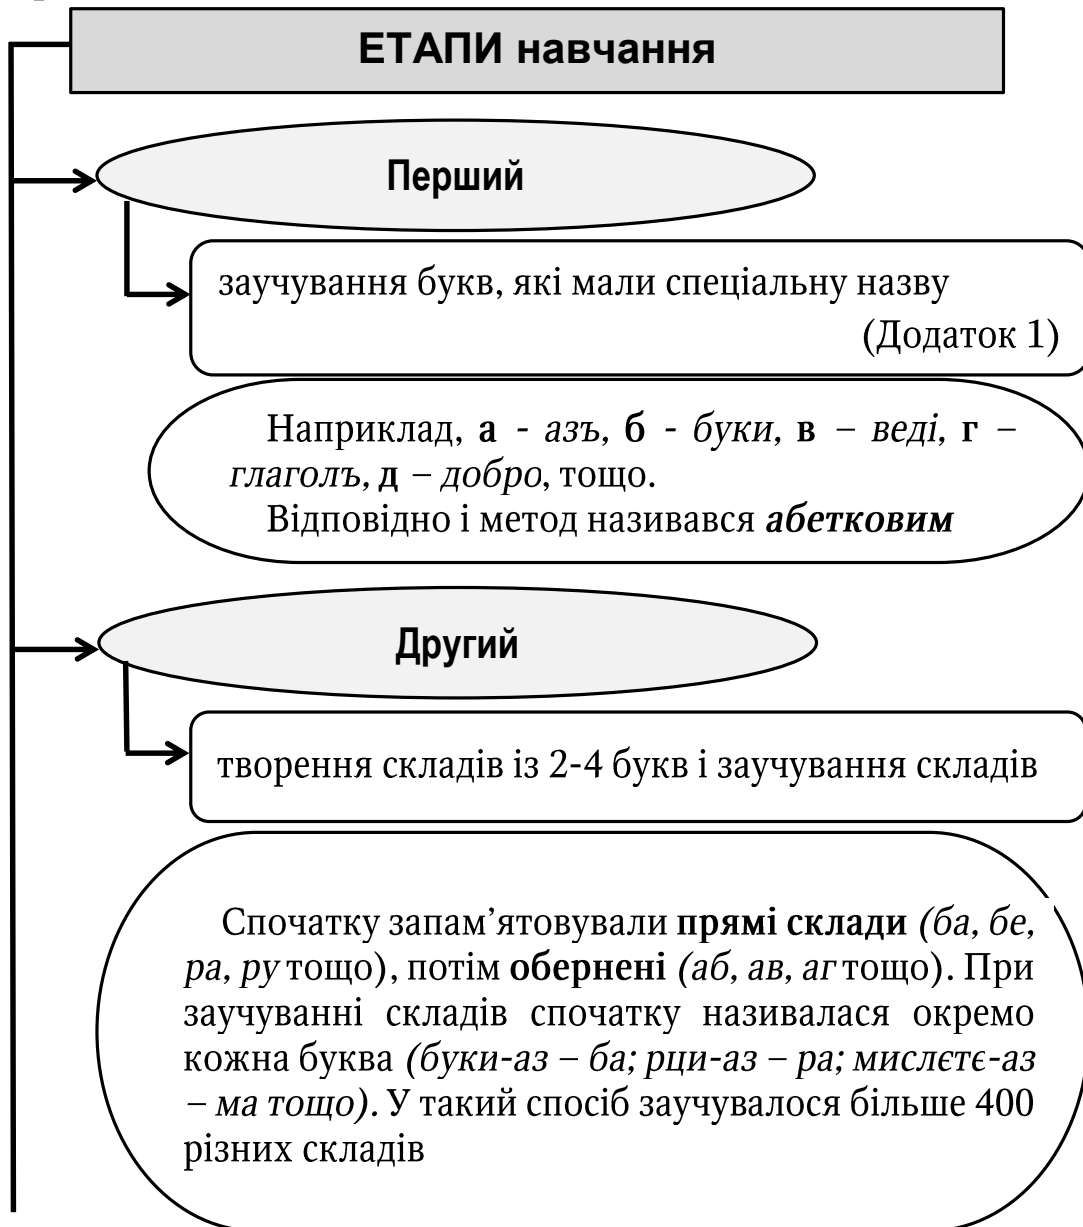 ЕТАПИ навчання
Перший
заучування букв, які мали спеціальну назву
(Додаток 1)
Наприклад, а - азъ, б - буки, в – веді, г –
глаголъ, д – добро, тощо.
Відповідно і метод називався абетковим
Другий
творення складів із 2-4 букв і заучування складів
Спочатку запам’ятовували прямі склади (ба, бе,
ра, ру тощо), потім обернені (аб, ав, аг тощо). При
заучуванні складів спочатку називалася окремо
кожна буква (буки-аз – ба; рци-аз – ра; мислєтє-аз
– ма тощо). У такий спосіб заучувалося більше 400
різних складів